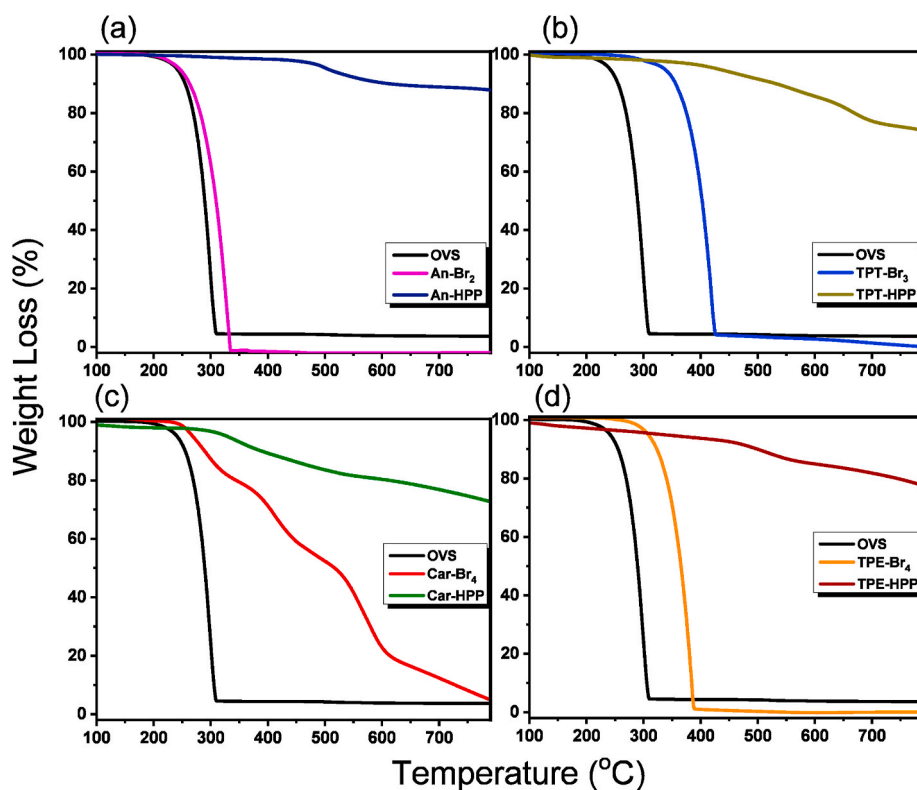 (a)
(b)
100
80
60
40
20
0
OVS
An-Br₂
An-HPP
100
80
60
40
20
0
OVS
TPT-Br₃
TPT-HPP
100 200 300 400 500 600 700
100 200 300 400 500 600 700
Weight Loss (%)
(c)
(d)
100
80
60
40
20
0
OVS
Car-Br₄
Car-HPP
100
80
60
40
20
0
OVS
TPE-Br₄
TPE-HPP
100 200 300 400 500 600 700
100 200 300 400 500 600 700
Temperature (°C)